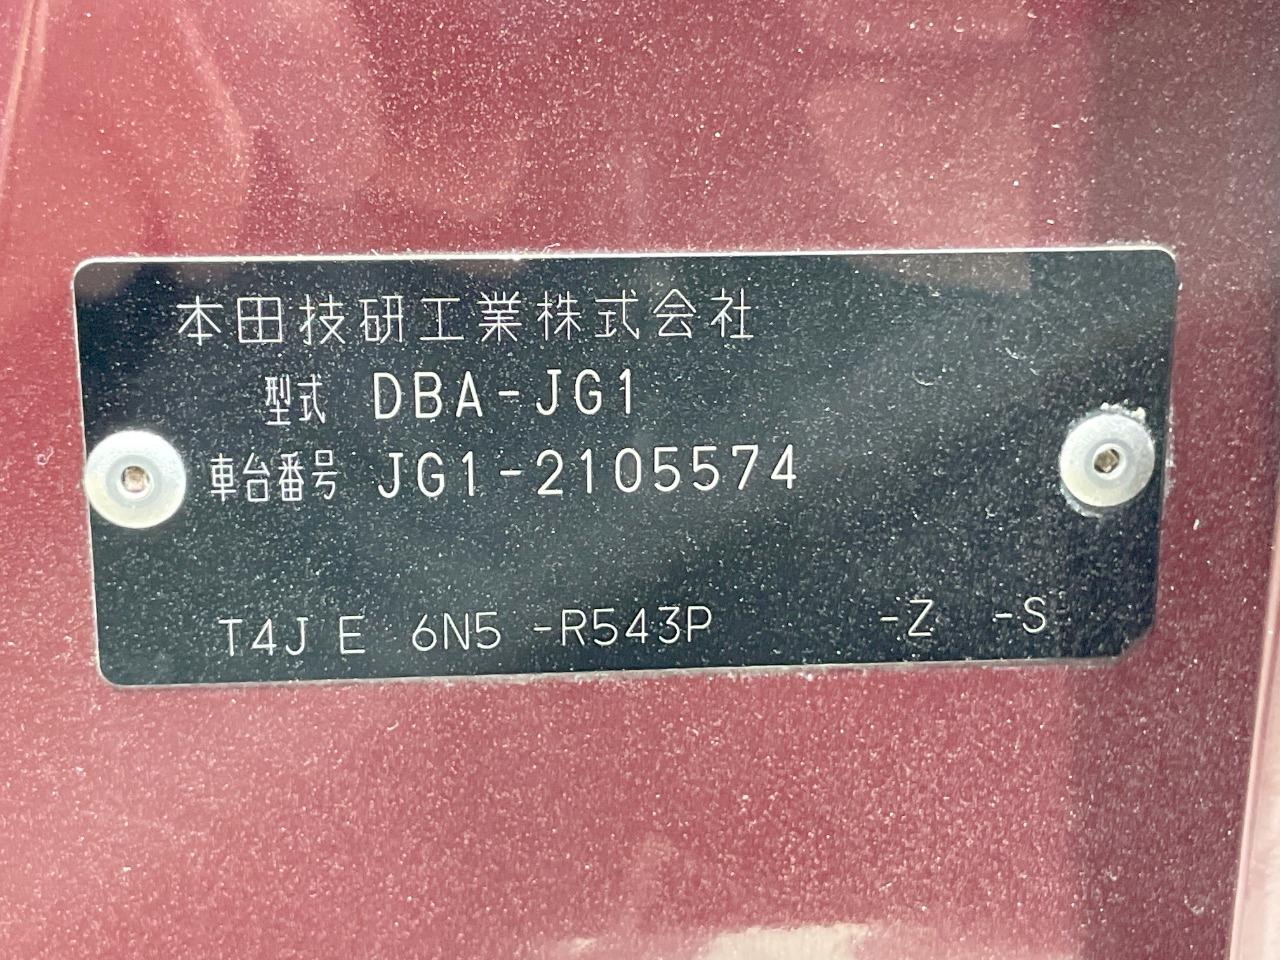 本田技研工業株式会社
型式 DBA-JG1
車台番号 JG1-2105574
T4J E 6N5 -R543P -Z -S